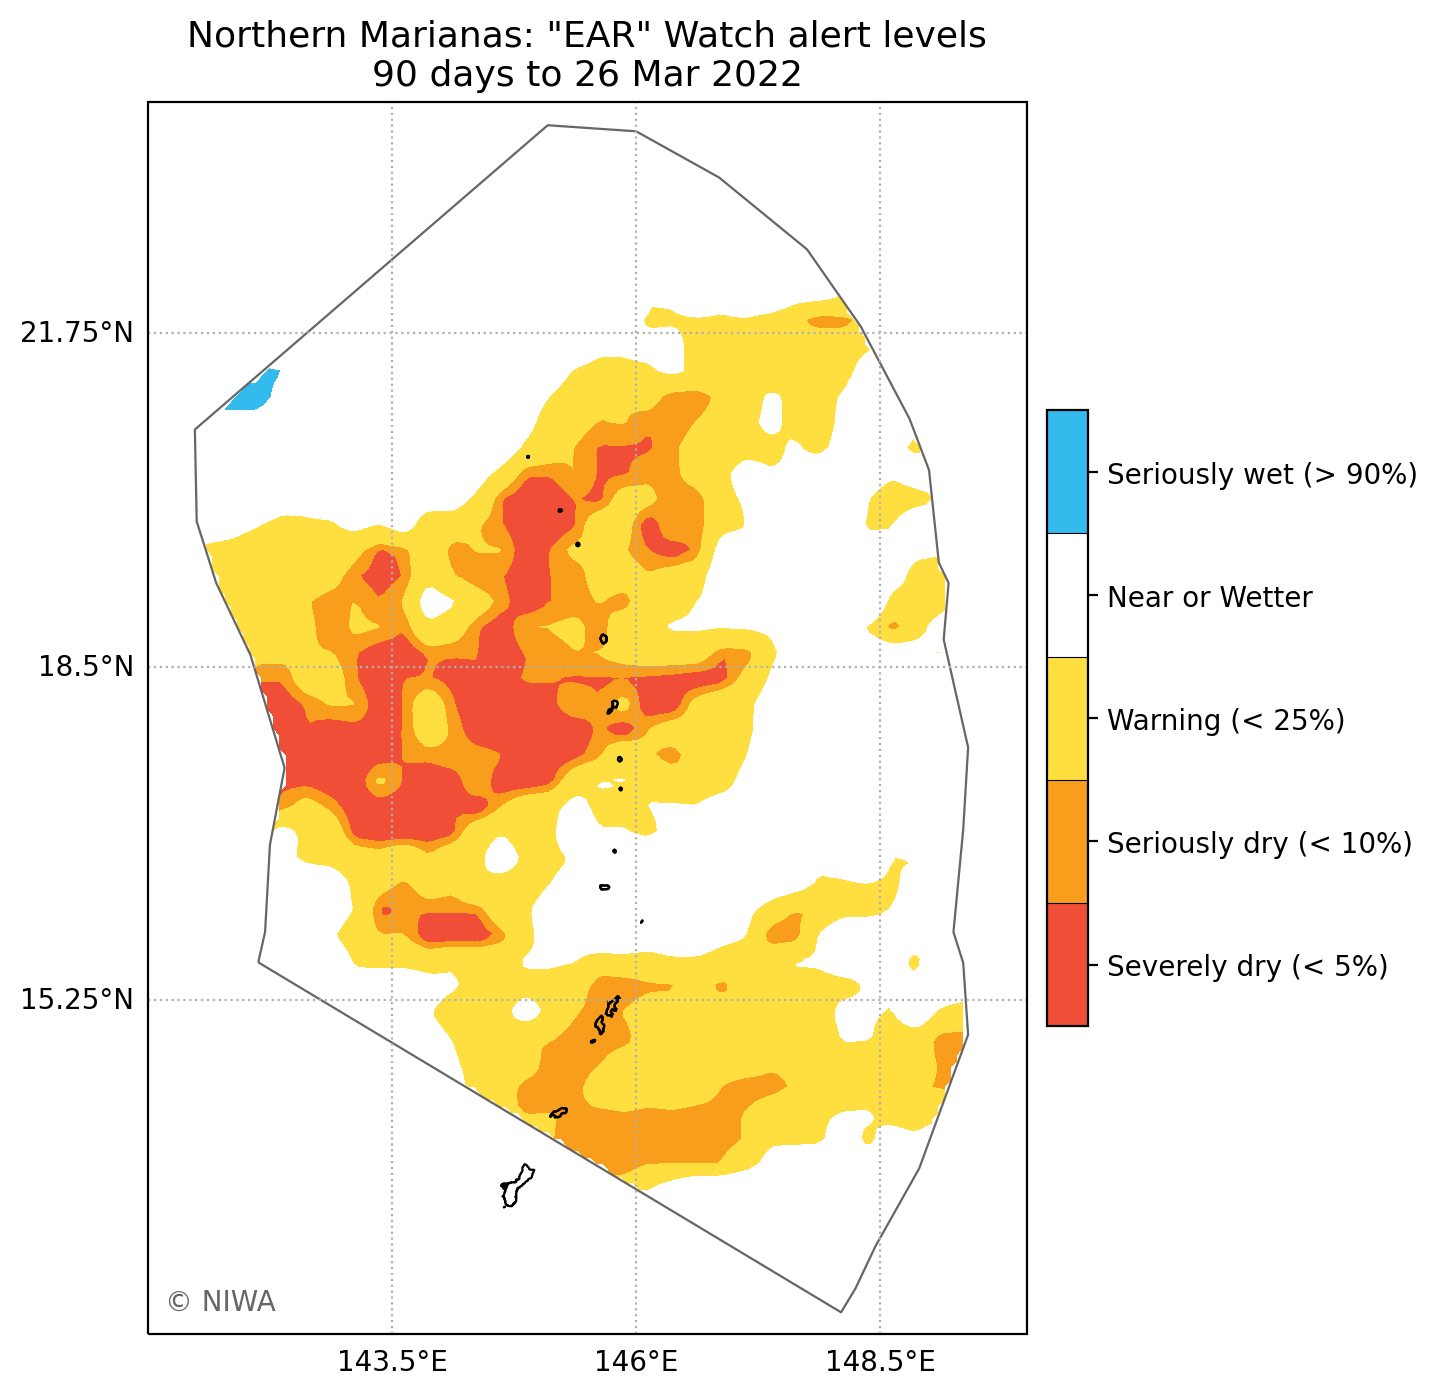 Northern Marianas: "EAR" Watch alert levels
90 days to 26 Mar 2022
21.75°N
18.5°N
15.25°N
143.5°E
146°E
148.5°E
Seriously wet (> 90%)
Near or Wetter
Warning (< 25%)
Seriously dry (< 10%)
Severely dry (< 5%)
© NIWA